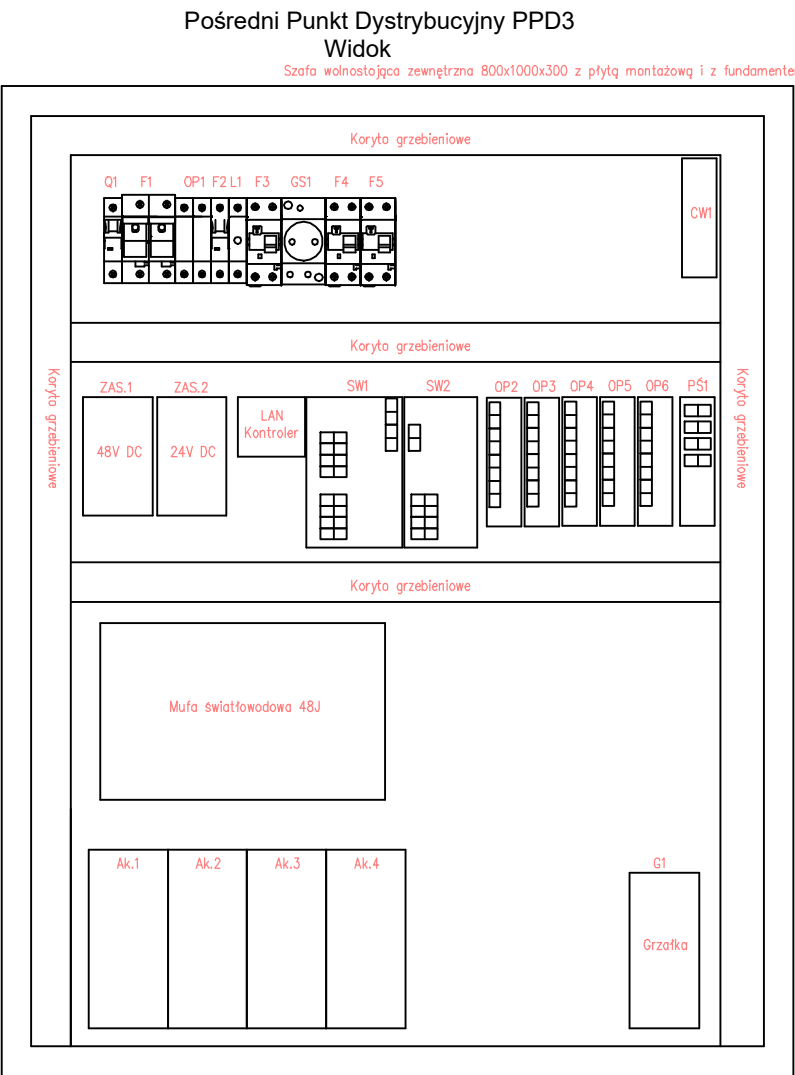 Pośredni Punkt Dystrybucyjny PPD3
Widok
Szafa wolnostojąca zewnętrzna 800x1000x300 z płytą montażową i z fundamente
Koryto grzebieniowe
Q1 F1 OP1 F2 L1 F3 GS1 F4 F5
CW1
Koryto grzebieniowe
Koryto grzebieniowe
Koryto grzebieniowe
ZAS.1 ZAS.2 SW1 SW2 OP2 OP3 OP4 OP5 OP6 PŚ1
LAN
Kontroler
48V DC 24V DC
Koryto grzebieniowe
Mufa światłowodowa 48J
Ak.1 Ak.2 Ak.3 Ak.4 G1
Grzałka